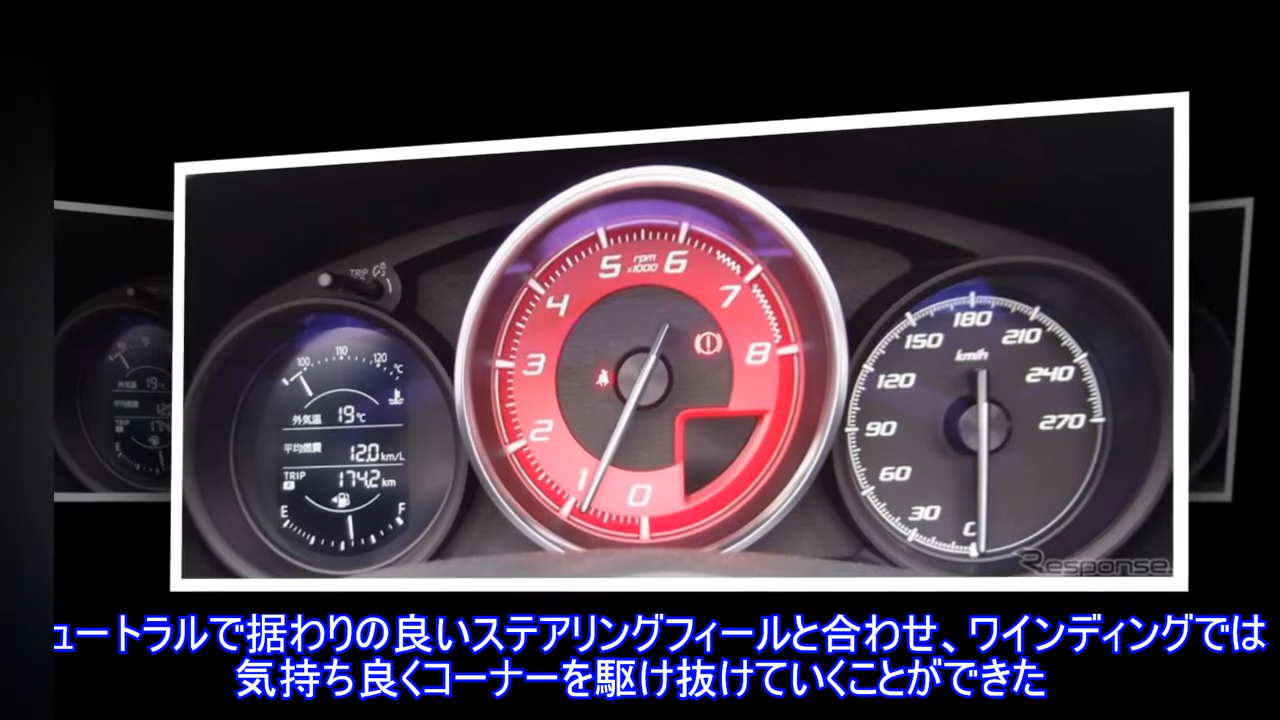 TRIP
100 110 120 ℃
外気温 19℃
平均燃費 12.0 km/L
TRIP A 174.2 km
E F
rpm
x1000
0 1 2 3 4 5 6 7 8
km/h
30 60 90 120 150 180 210 240 270
Response.
ュートラルで据わりの良いステアリングフィールと合わせ、ワインディングでは
気持ち良くコーナーを駆け抜けていくことができた